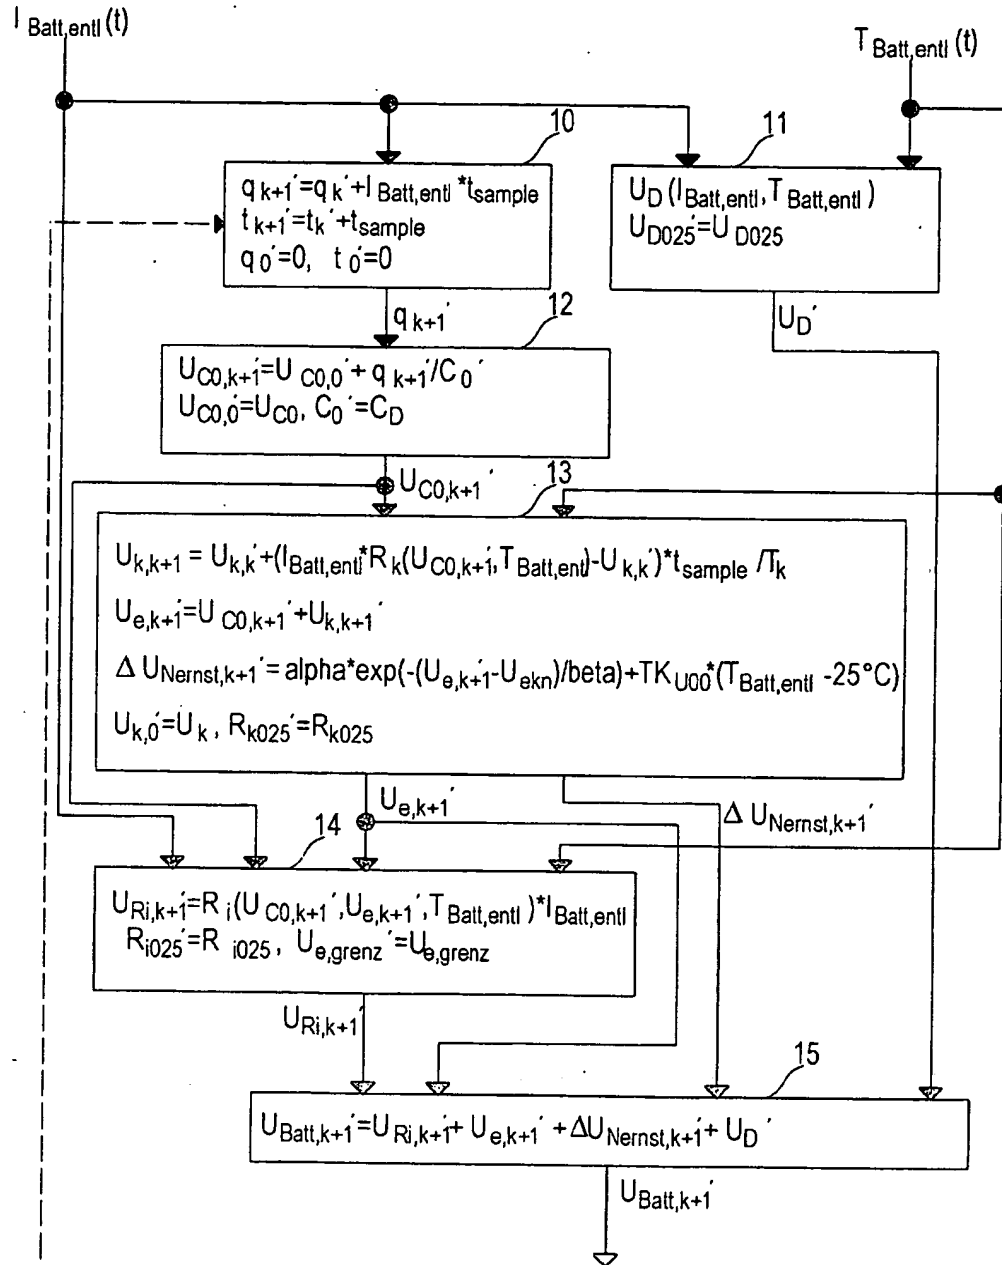 I Batt,entl (t)
T Batt,entl (t)
10
11
q k+1'=q k'+I Batt,entl *t sample
t k+1'=t k'+t sample
q 0'=0, t 0'=0
U D (I Batt,entl, T Batt,entl)
U D025'=U D025
q k+1'
12
U D'
U C0,k+1'=U C0,0'+ q k+1'/C 0'
U C0,0'=U C0, C 0'=C D
U C0,k+1'
13
U k,k+1 = U k,k'+(I Batt,entl*R k(U C0,k+1', T Batt,entl)-U k,k')*t sample /T k
U e,k+1'=U C0,k+1'+U k,k+1'
Δ U Nernst,k+1'=alpha*exp(-(U e,k+1'-U ekn)/beta)+TK U00*(T Batt,entl -25°C)
U k,0'=U k, R k025'=R k025
U e,k+1'
Δ U Nernst,k+1'
14
U Ri,k+1'=R i(U C0,k+1',U e,k+1',T Batt,entl)*I Batt,entl
R i025'=R i025, U e,grenz'=U e,grenz
U Ri,k+1'
15
U Batt,k+1'=U Ri,k+1'+ U e,k+1' +ΔU Nernst,k+1'+ U D'
U Batt,k+1'